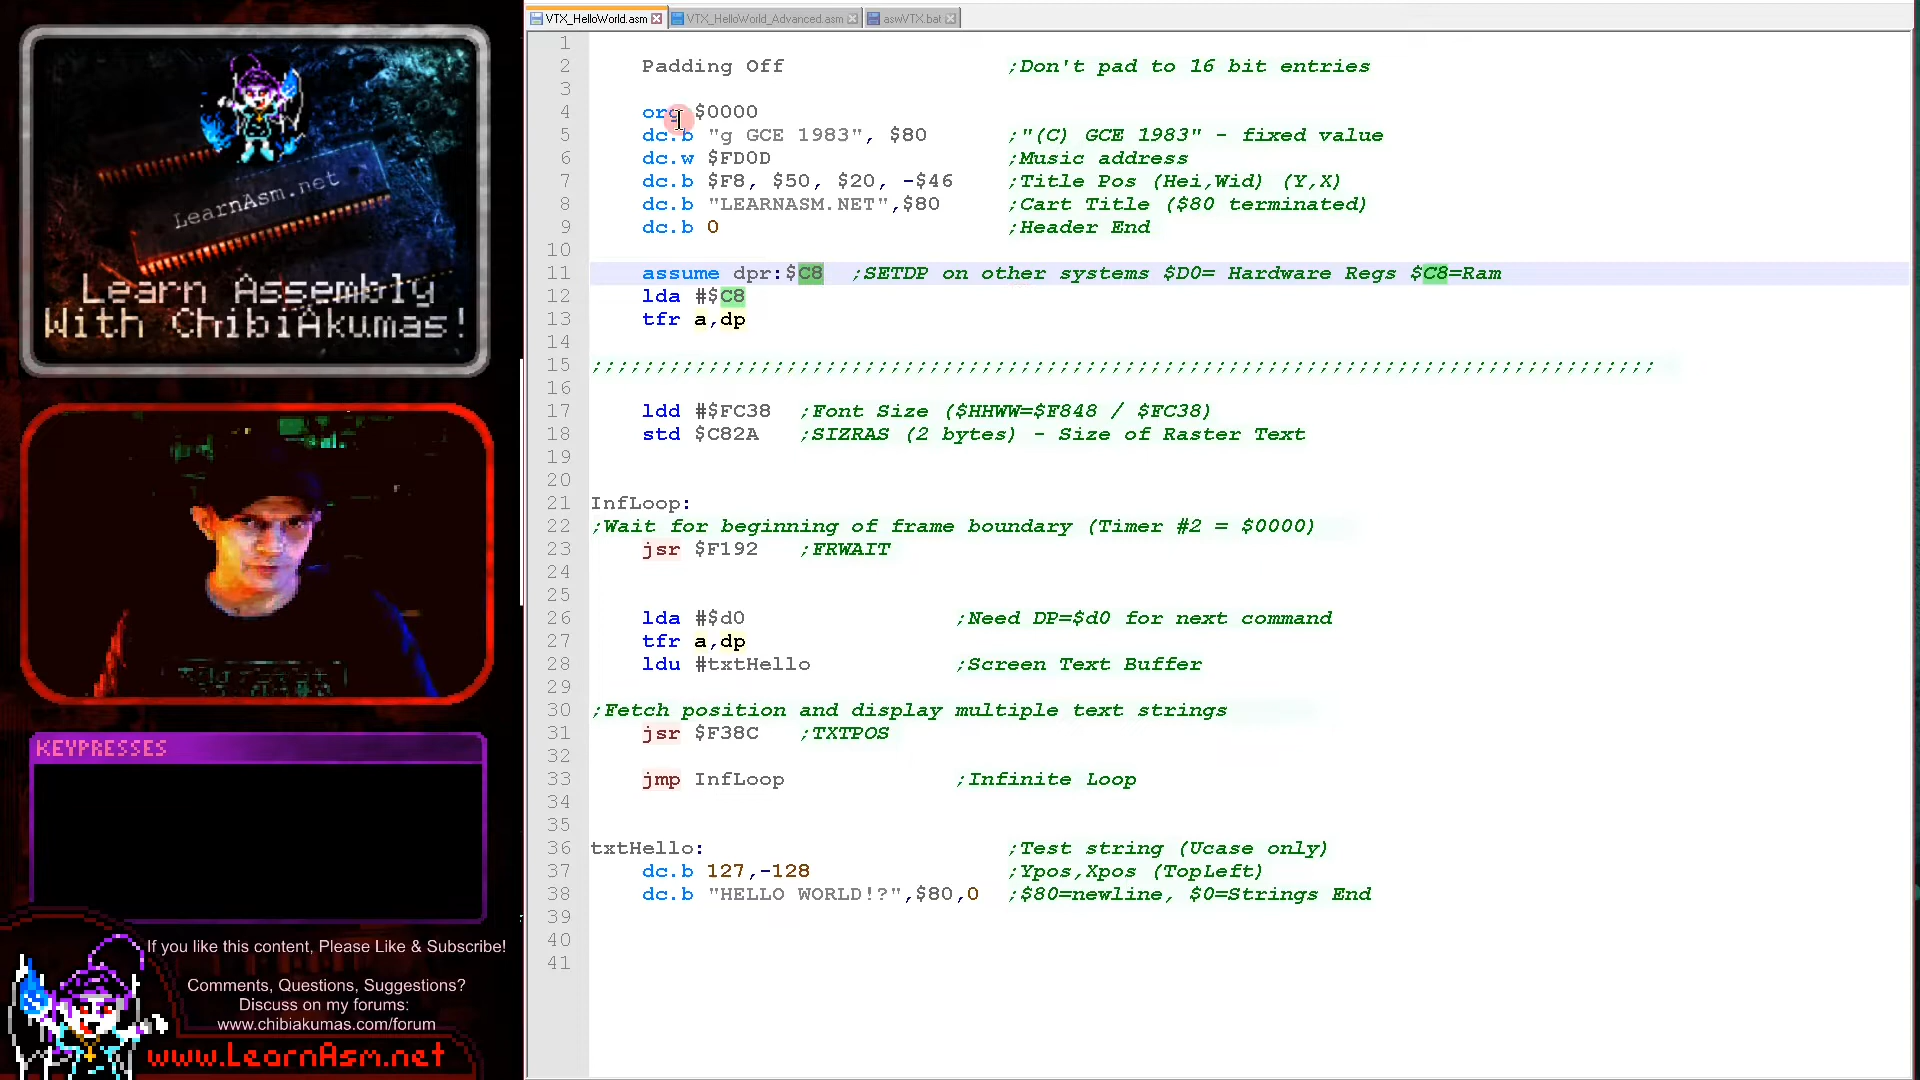 VTX_HelloWorld.asm VTX_HelloWorld_Advanced.asm aswVTX.bat
LearnAsm.net
Learn Assembly
With ChibiAkumas!
KEYPRESSES
If you like this content, Please Like & Subscribe!
Comments, Questions, Suggestions?
Discuss on my forums:
www.chibiakumas.com/forum
www.LearnAsm.net
1
2 Padding Off ;Don't pad to 16 bit entries
3
4 org $0000
5 dc.b "g GCE 1983", $80 ;"(C) GCE 1983" - fixed value
6 dc.w $FD0D ;Music address
7 dc.b $F8, $50, $20, -$46 ;Title Pos (Hei,Wid) (Y,X)
8 dc.b "LEARNASM.NET",$80 ;Cart Title ($80 terminated)
9 dc.b 0 ;Header End
10
11 assume dpr:$C8 ;SETDP on other systems $D0= Hardware Regs $C8=Ram
12 lda #$C8
13 tfr a,dp
14
15 ;;;;;;;;;;;;;;;;;;;;;;;;;;;;;;;;;;;;;;;;;;;;;;;;;;;;;;;;;;;;;;;;;;;;;;;;;;;;;;;;;;
16
17 ldd #$FC38 ;Font Size ($HHWW=$F848 / $FC38)
18 std $C82A ;SIZRAS (2 bytes) - Size of Raster Text
19
20
21 InfLoop:
22 ;Wait for beginning of frame boundary (Timer #2 = $0000)
23 jsr $F192 ;FRWAIT
24
25
26 lda #$d0 ;Need DP=$d0 for next command
27 tfr a,dp
28 ldu #txtHello ;Screen Text Buffer
29
30 ;Fetch position and display multiple text strings
31 jsr $F38C ;TXTPOS
32
33 jmp InfLoop ;Infinite Loop
34
35
36 txtHello: ;Test string (Ucase only)
37 dc.b 127,-128 ;Ypos,Xpos (TopLeft)
38 dc.b "HELLO WORLD!?",$80,0 ;$80=newline, $0=Strings End
39
40
41